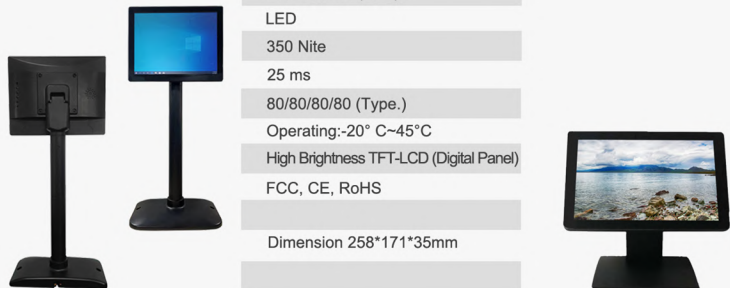 LED
350 Nite
25 ms
80/80/80/80 (Type.)
Operating:-20° C~45°C
High Brightness TFT-LCD (Digital Panel)
FCC, CE, RoHS
Dimension 258*171*35mm